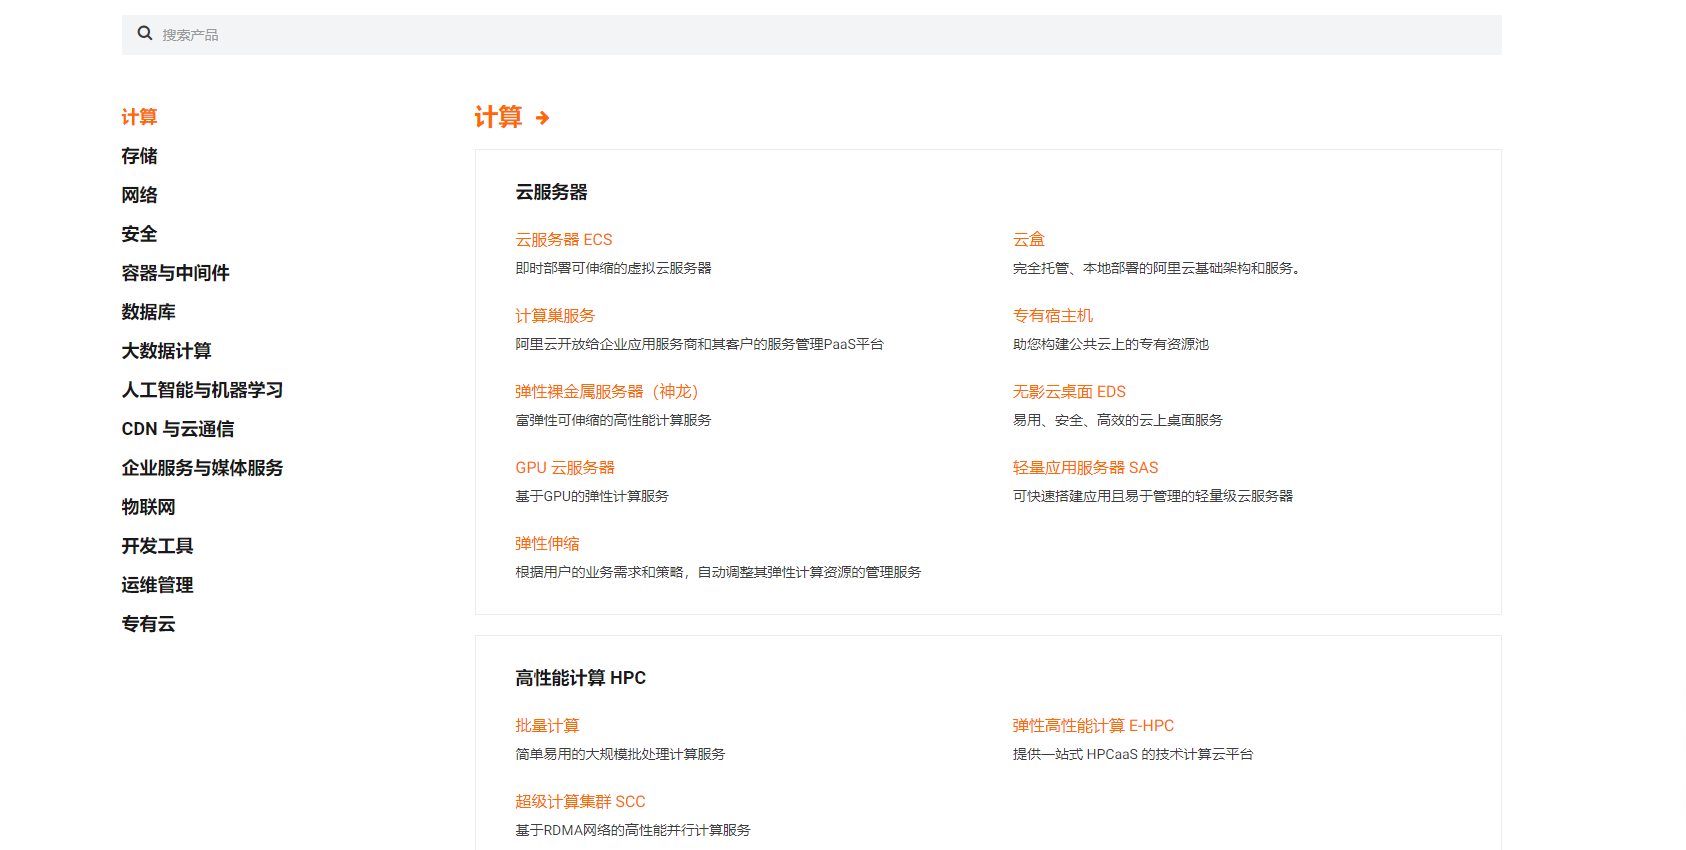 搜索产品
计算
存储
网络
安全
容器与中间件
数据库
大数据计算
人工智能与机器学习
CDN 与云通信
企业服务与媒体服务
物联网
开发工具
运维管理
专有云
计算
云服务器
云服务器 ECS
即时部署可伸缩的虚拟云服务器
云盒
完全托管、本地部署的阿里云基础架构和服务。
计算巢服务
阿里云开放给企业应用服务商和其客户的服务管理PaaS平台
专有宿主机
助您构建公共云上的专有资源池
弹性裸金属服务器（神龙）
富弹性可伸缩的高性能计算服务
无影云桌面 EDS
易用、安全、高效的云上桌面服务
GPU 云服务器
基于GPU的弹性计算服务
轻量应用服务器 SAS
可快速搭建应用且易于管理的轻量级云服务器
弹性伸缩
根据用户的业务需求和策略，自动调整其弹性计算资源的管理服务
高性能计算 HPC
批量计算
简单易用的大规模批处理计算服务
弹性高性能计算 E-HPC
提供一站式 HPCaaS 的技术计算云平台
超级计算集群 SCC
基于RDMA网络的高性能并行计算服务